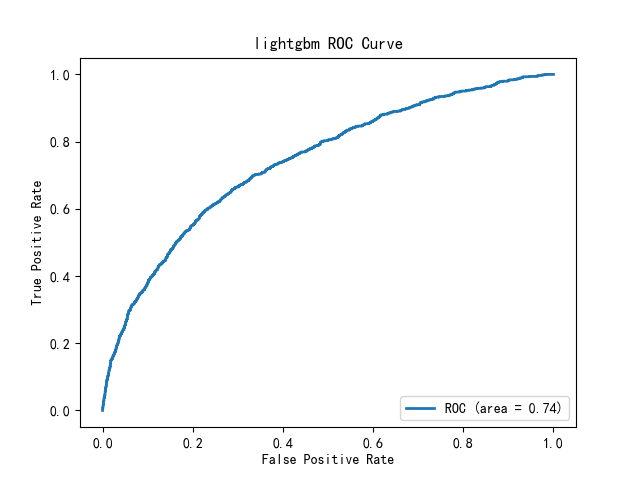 lightgbm ROC Curve
True Positive Rate
1.0
0.8
0.6
0.4
0.2
0.0
ROC (area = 0.74)
0.0 0.2 0.4 0.6 0.8 1.0
False Positive Rate